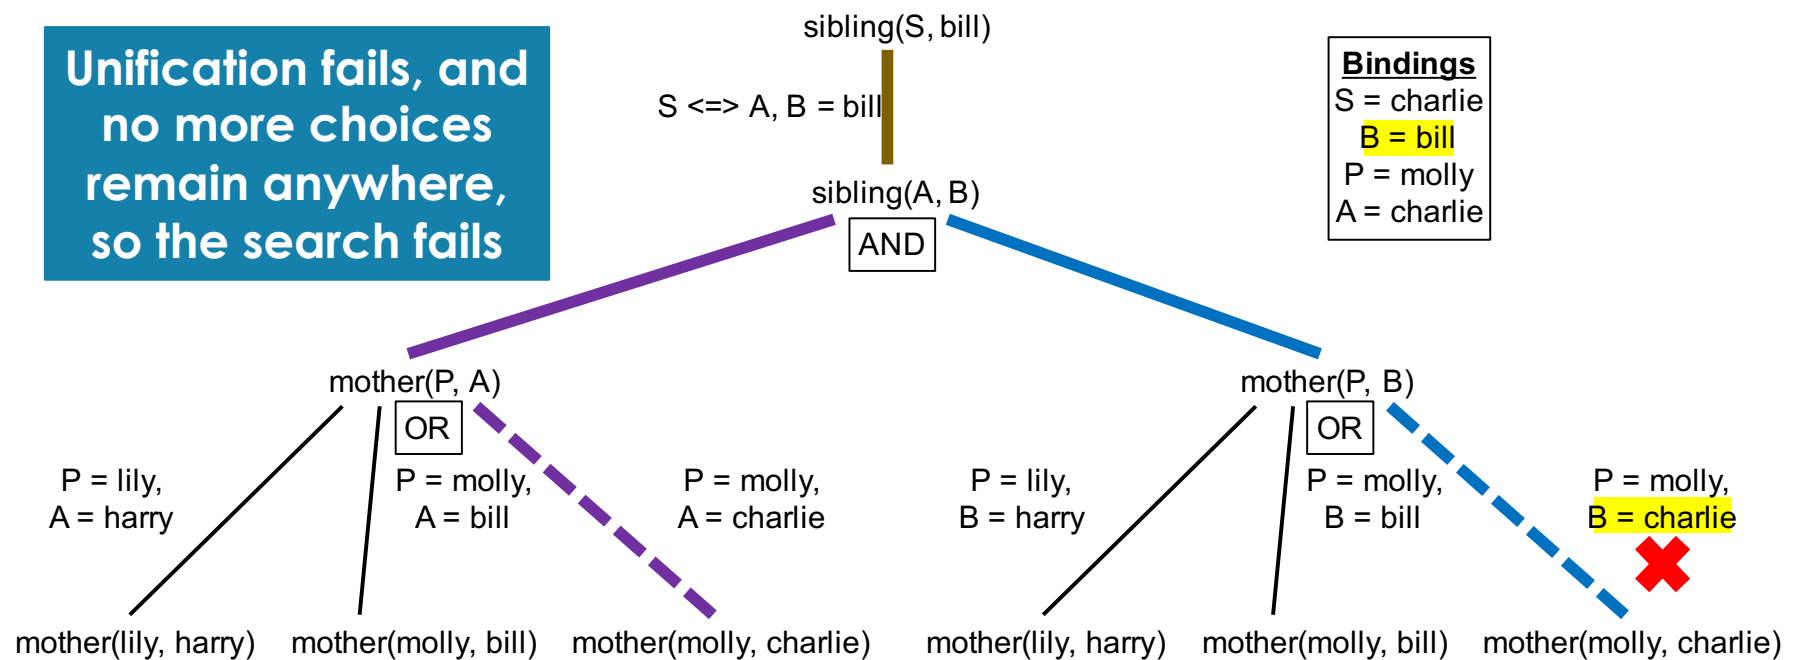 Unification fails, and
no more choices
remain anywhere,
so the search fails
sibling(S, bill)
S <=> A, B = bill
Bindings
S = charlie
B = bill
P = molly
A = charlie
sibling(A, B)
AND
mother(P, A)
OR
mother(P, B)
OR
P = lily,
A = harry
P = molly,
A = bill
P = molly,
A = charlie
P = lily,
B = harry
P = molly,
B = bill
P = molly,
B = charlie
mother(lily, harry)
mother(molly, bill)
mother(molly, charlie)
mother(lily, harry)
mother(molly, bill)
mother(molly, charlie)